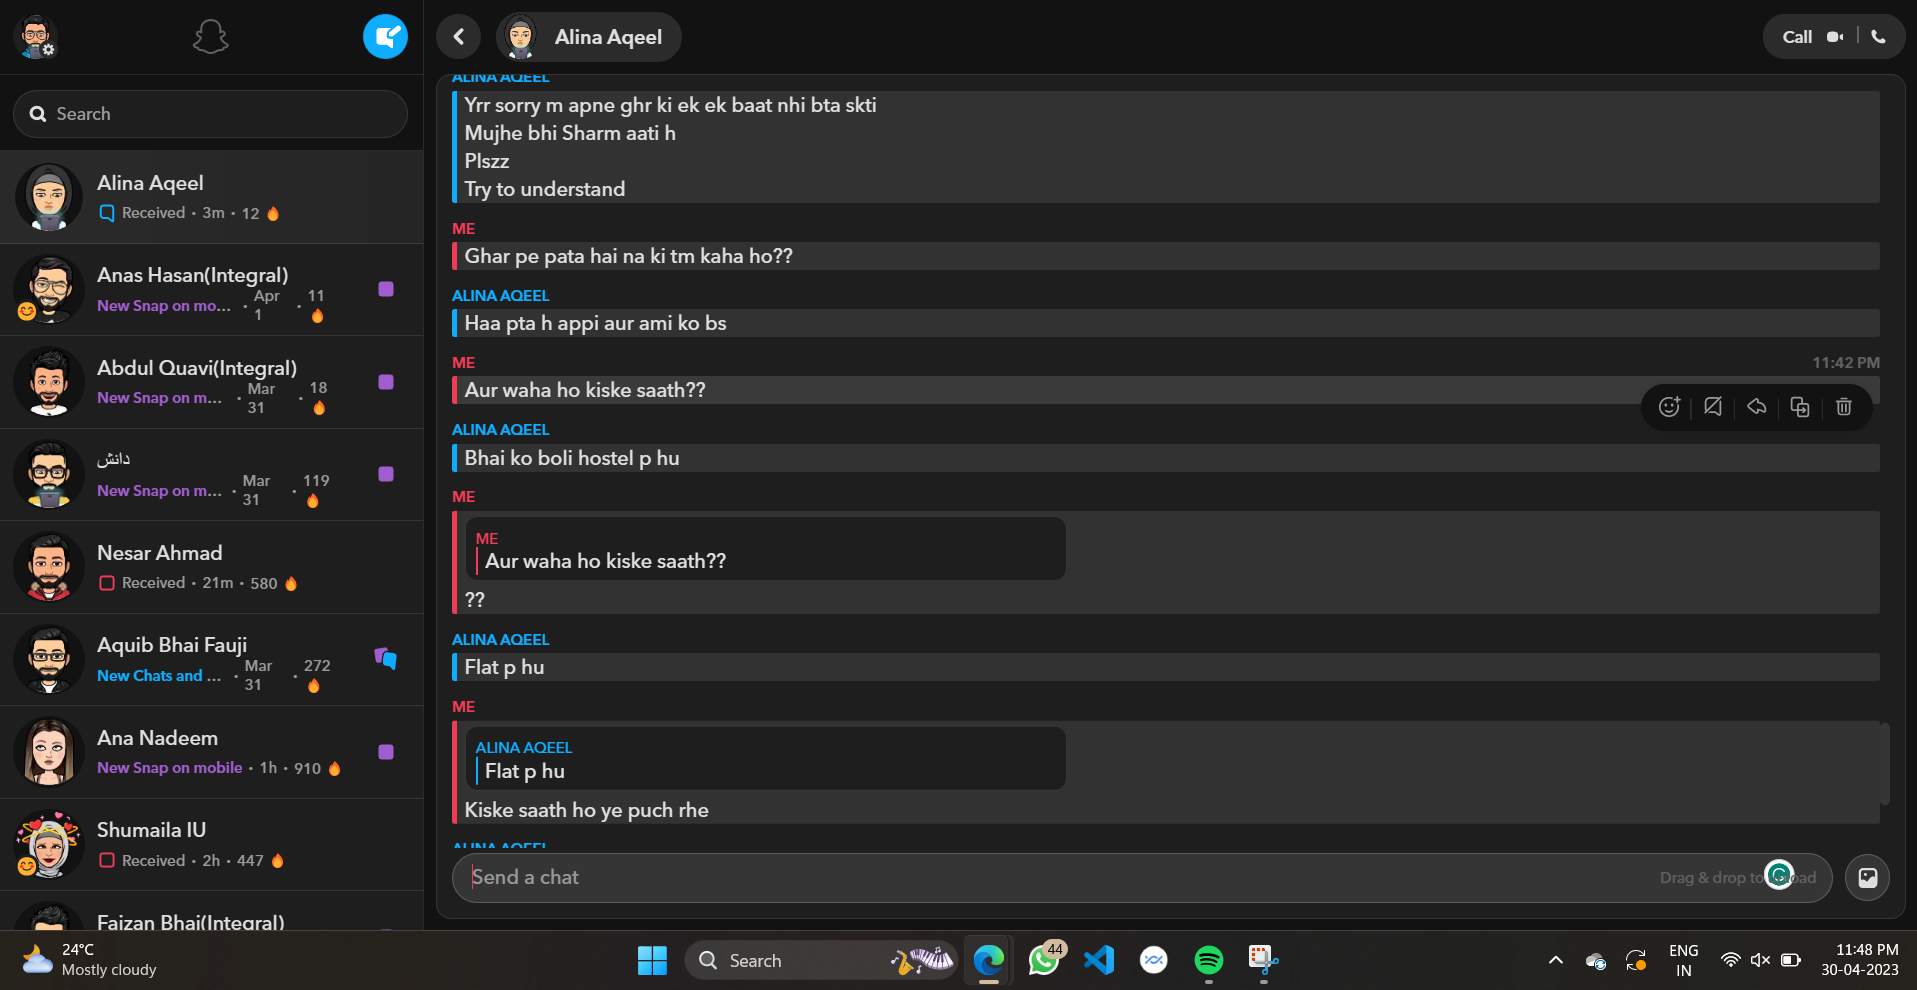 Search
Alina Aqeel
Received · 3m · 12
Anas Hasan(Integral)
New Snap on mo... · Apr 1 · 11
Abdul Quavi(Integral)
New Snap on m... · Mar 31 · 18
دانش
New Snap on m... · Mar 31 · 119
Nesar Ahmad
Received · 21m · 580
Aquib Bhai Fauji
New Chats and ... · Mar 31 · 272
Ana Nadeem
New Snap on mobile · 1h · 910
Shumaila IU
Received · 2h · 447
Faizan Bhai(Integral)
Alina Aqeel
Call
ALINA AQEEL
Yrr sorry m apne ghr ki ek ek baat nhi bta skti
Mujhe bhi Sharm aati h
Plszz
Try to understand
ME
Ghar pe pata hai na ki tm kaha ho??
ALINA AQEEL
Haa pta h appi aur ami ko bs
ME
11:42 PM
Aur waha ho kiske saath??
ALINA AQEEL
Bhai ko boli hostel p hu
ME
ME
Aur waha ho kiske saath??
??
ALINA AQEEL
Flat p hu
ME
ALINA AQEEL
Flat p hu
Kiske saath ho ye puch rhe
ALINA AQEEL
Send a chat
Drag & drop to upload
24°C
Mostly cloudy
Search
44
ENG
IN
11:48 PM
30-04-2023